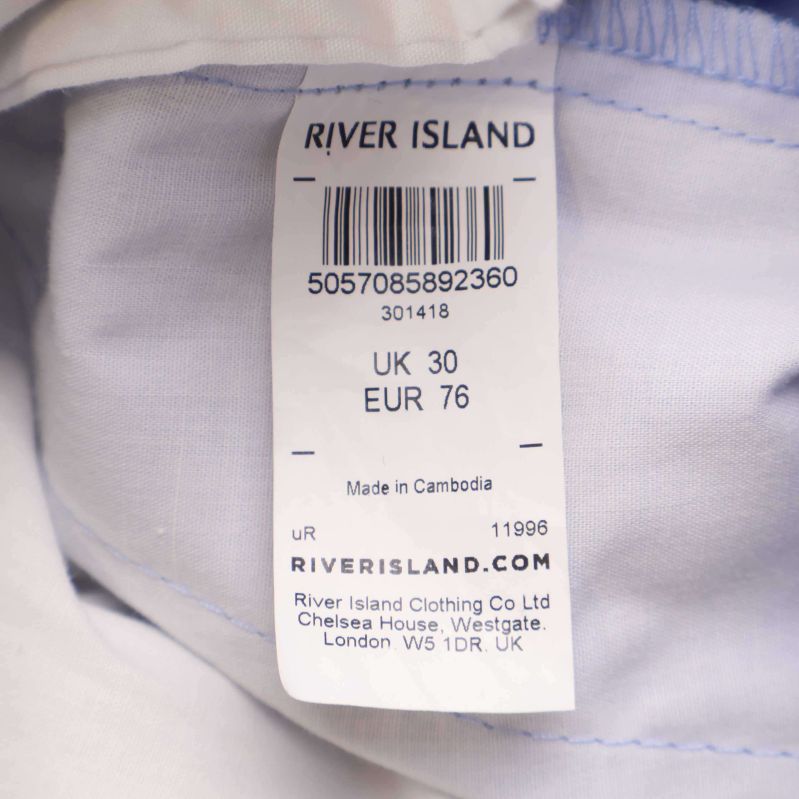 RIVER ISLAND
5057085892360
301418
UK 30
EUR 76
Made in Cambodia
uR 11996
RIVERISLAND.COM
River Island Clothing Co Ltd
Chelsea House, Westgate.
London. W5 1DR. UK